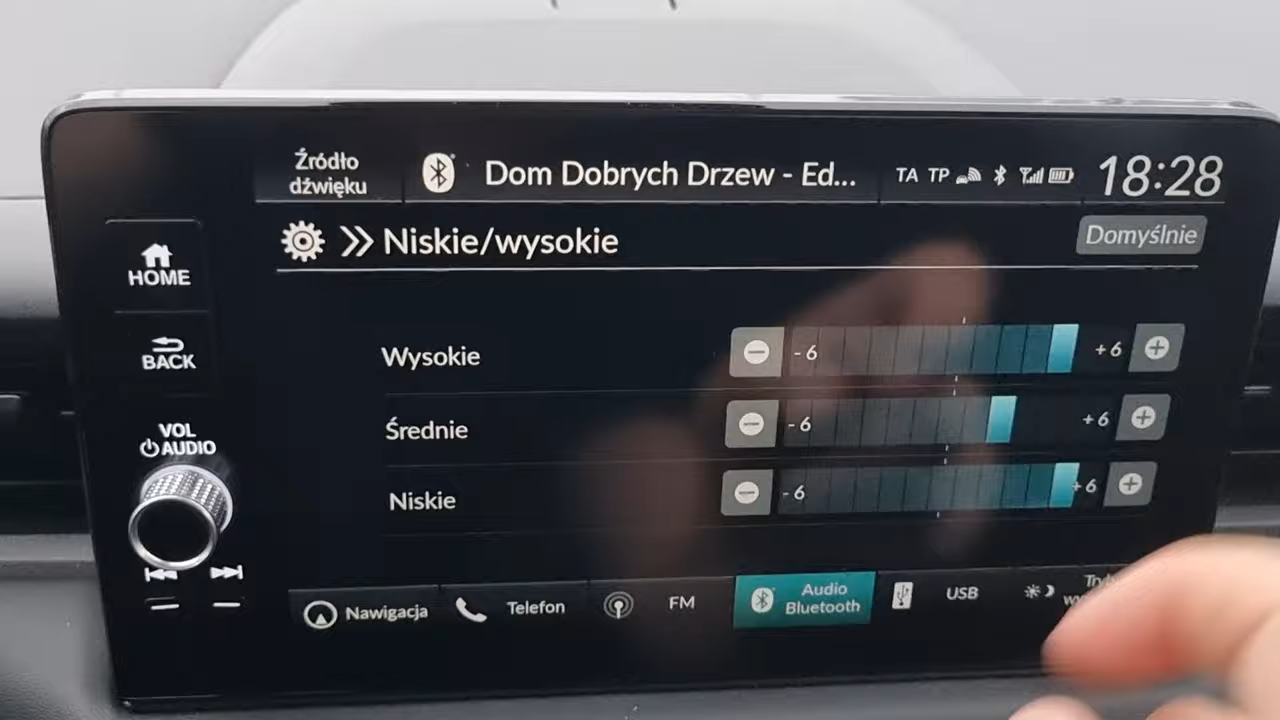 Źródło
dźwięku
Dom Dobrych Drzew - Ed...
TA TP
18:28
Niskie/wysokie
Domyślnie
HOME
BACK
VOL
AUDIO
Wysokie
- 6
+ 6
Średnie
- 6
+ 6
Niskie
- 6
+ 6
Nawigacja
Telefon
FM
Audio
Bluetooth
USB